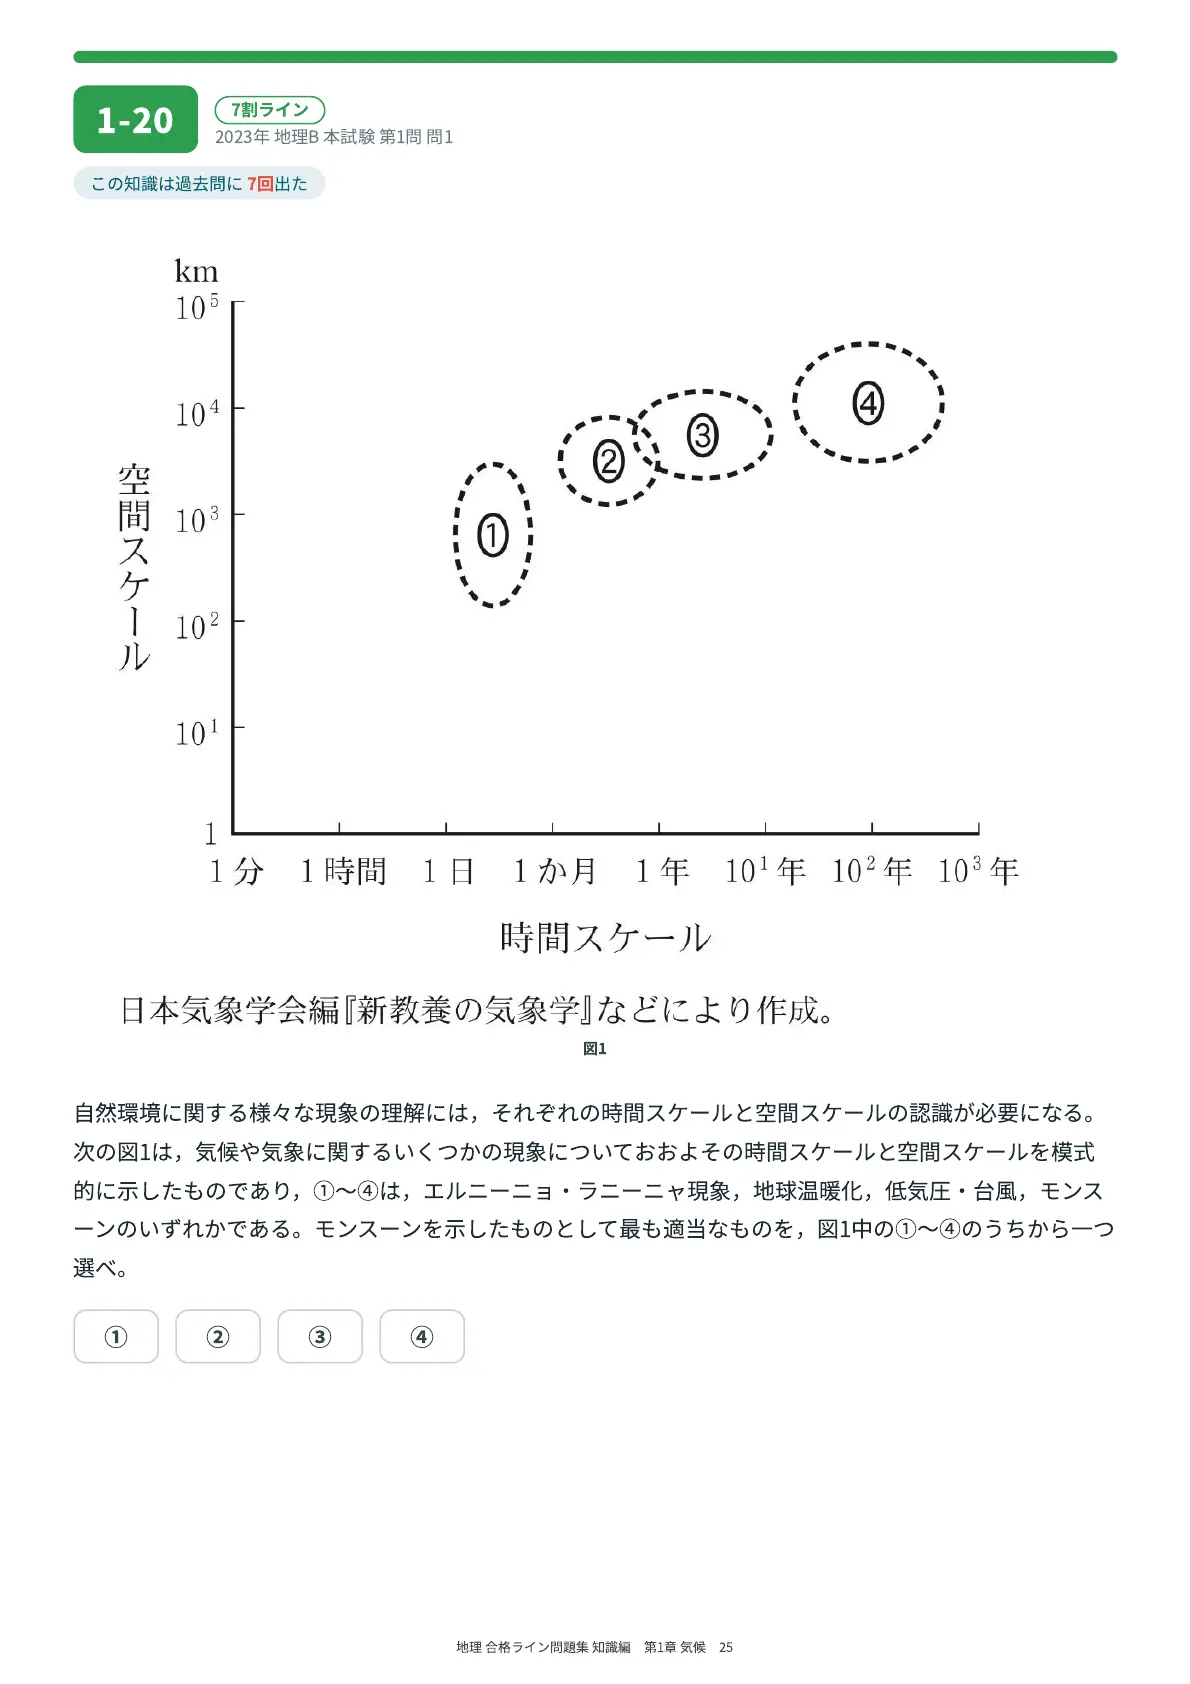 1-20
7割ライン
2023年 地理B 本試験 第1問 問1
この知識は過去問に 7回出た
km
10⁵
10⁴
10³
10²
10¹
1
空間スケール
①
②
③
④
1分 1時間 1日 1か月 1年 10¹年 10²年 10³年
時間スケール
日本気象学会編『新教養の気象学』などにより作成。
図1
自然環境に関する様々な現象の理解には，それぞれの時間スケールと空間スケールの認識が必要になる。
次の図1は，気候や気象に関するいくつかの現象についておおよその時間スケールと空間スケールを模式
的に示したものであり，①〜④は，エルニーニョ・ラニーニャ現象，地球温暖化，低気圧・台風，モンス
ーンのいずれかである。モンスーンを示したものとして最も適当なものを，図1中の①〜④のうちから一つ
選べ。
① ② ③ ④
地理 合格ライン問題集 知識編 第1章 気候 25